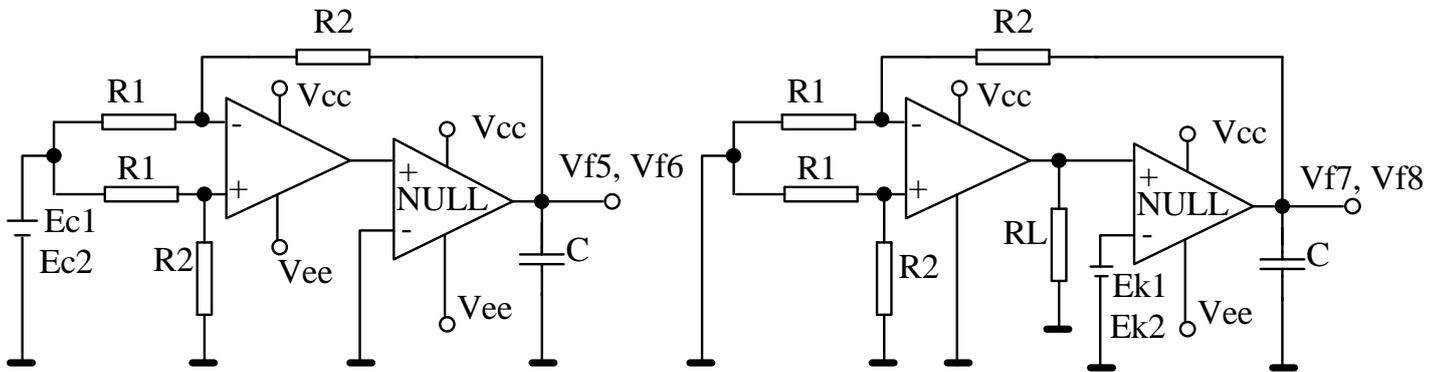 R2
R1
Vcc
-
R1
+
Vcc
+
NULL
-
Vf5, Vf6
Ec1
Ec2
R2
Vee
C
Vee
R2
R1
Vcc
-
R1
+
Vcc
+
NULL
-
Vf7, Vf8
RL
R2
Ek1
Ek2
C
Vee